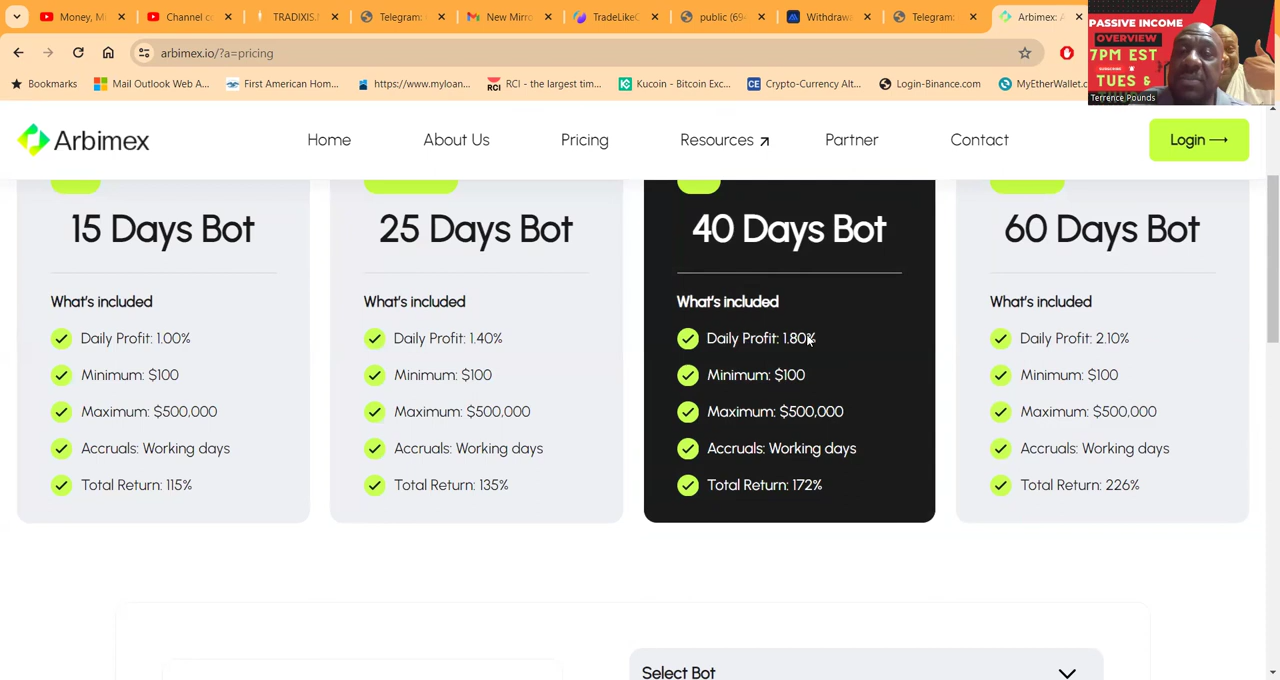 Money, M
Channel c
TRADIXIS.
Telegram:
New Mirro
TradeLikeC
public (69
Withdrawa
Telegram:
Arbimex: A
arbimex.io/?a=pricing
Bookmarks
Mail Outlook Web A...
First American Hom...
https://www.myloan...
RCI
RCI - the largest tim...
Kucoin - Bitcoin Exc...
CE
Crypto-Currency Alt...
Login-Binance.com
MyEtherWallet.c
PASSIVE INCOME
OVERVIEW
7PM EST
TUES &
Terrence Pounds
Arbimex
Home
About Us
Pricing
Resources
Partner
Contact
Login
15 Days Bot
What's included
Daily Profit: 1.00%
Minimum: $100
Maximum: $500,000
Accruals: Working days
Total Return: 115%
25 Days Bot
What's included
Daily Profit: 1.40%
Minimum: $100
Maximum: $500,000
Accruals: Working days
Total Return: 135%
40 Days Bot
What's included
Daily Profit: 1.80%
Minimum: $100
Maximum: $500,000
Accruals: Working days
Total Return: 172%
60 Days Bot
What's included
Daily Profit: 2.10%
Minimum: $100
Maximum: $500,000
Accruals: Working days
Total Return: 226%
Select Bot